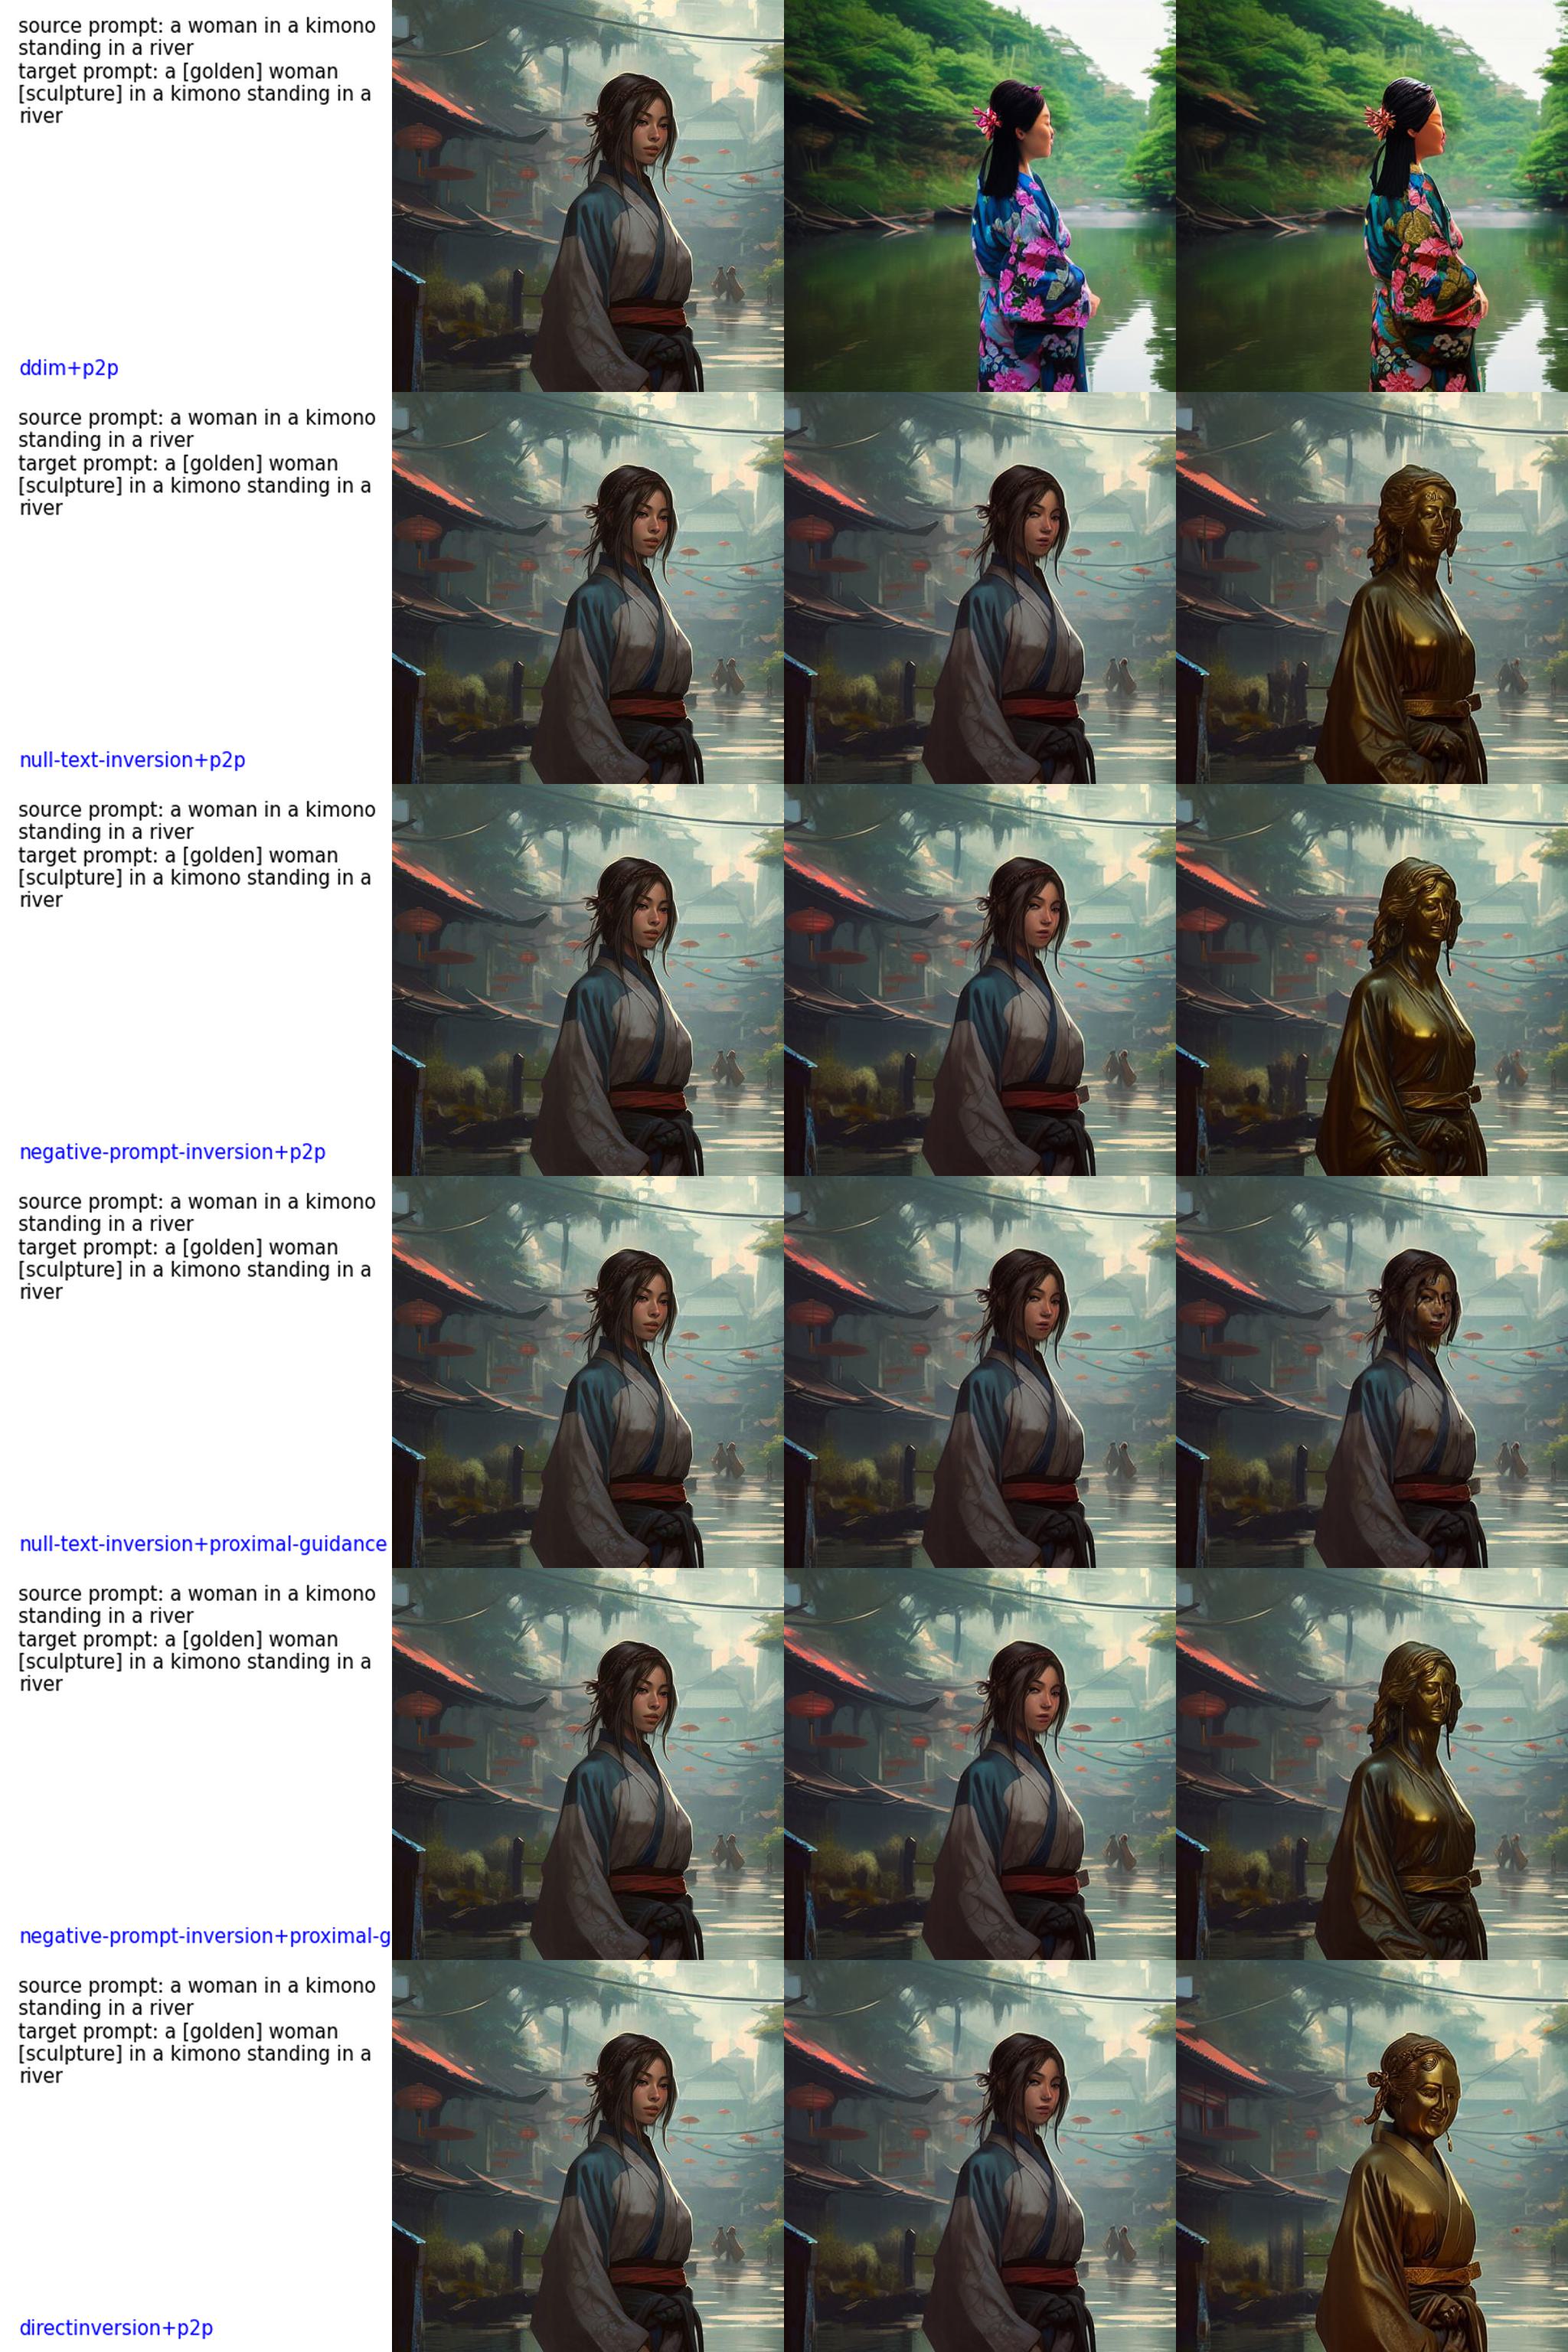 source prompt: a woman in a kimono
standing in a river
target prompt: a [golden] woman
[sculpture] in a kimono standing in a
river
ddim+p2p
source prompt: a woman in a kimono
standing in a river
target prompt: a [golden] woman
[sculpture] in a kimono standing in a
river
null-text-inversion+p2p
source prompt: a woman in a kimono
standing in a river
target prompt: a [golden] woman
[sculpture] in a kimono standing in a
river
negative-prompt-inversion+p2p
source prompt: a woman in a kimono
standing in a river
target prompt: a [golden] woman
[sculpture] in a kimono standing in a
river
null-text-inversion+proximal-guidance
source prompt: a woman in a kimono
standing in a river
target prompt: a [golden] woman
[sculpture] in a kimono standing in a
river
negative-prompt-inversion+proximal-g
source prompt: a woman in a kimono
standing in a river
target prompt: a [golden] woman
[sculpture] in a kimono standing in a
river
directinversion+p2p